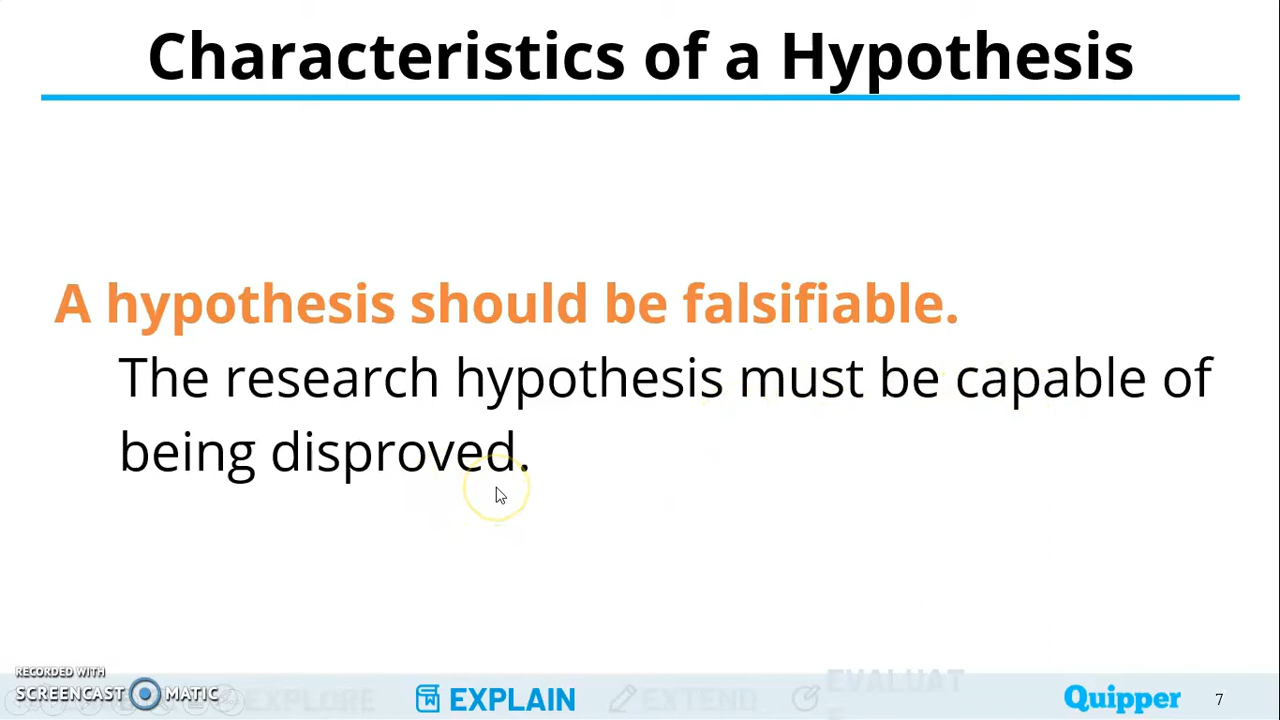 Characteristics of a Hypothesis
A hypothesis should be falsifiable.
The research hypothesis must be capable of
being disproved.
RECORDED WITH
SCREENCAST MATIC
EXPLORE
EXPLAIN
EXTEND
EVALUAT
E
Quipper
7